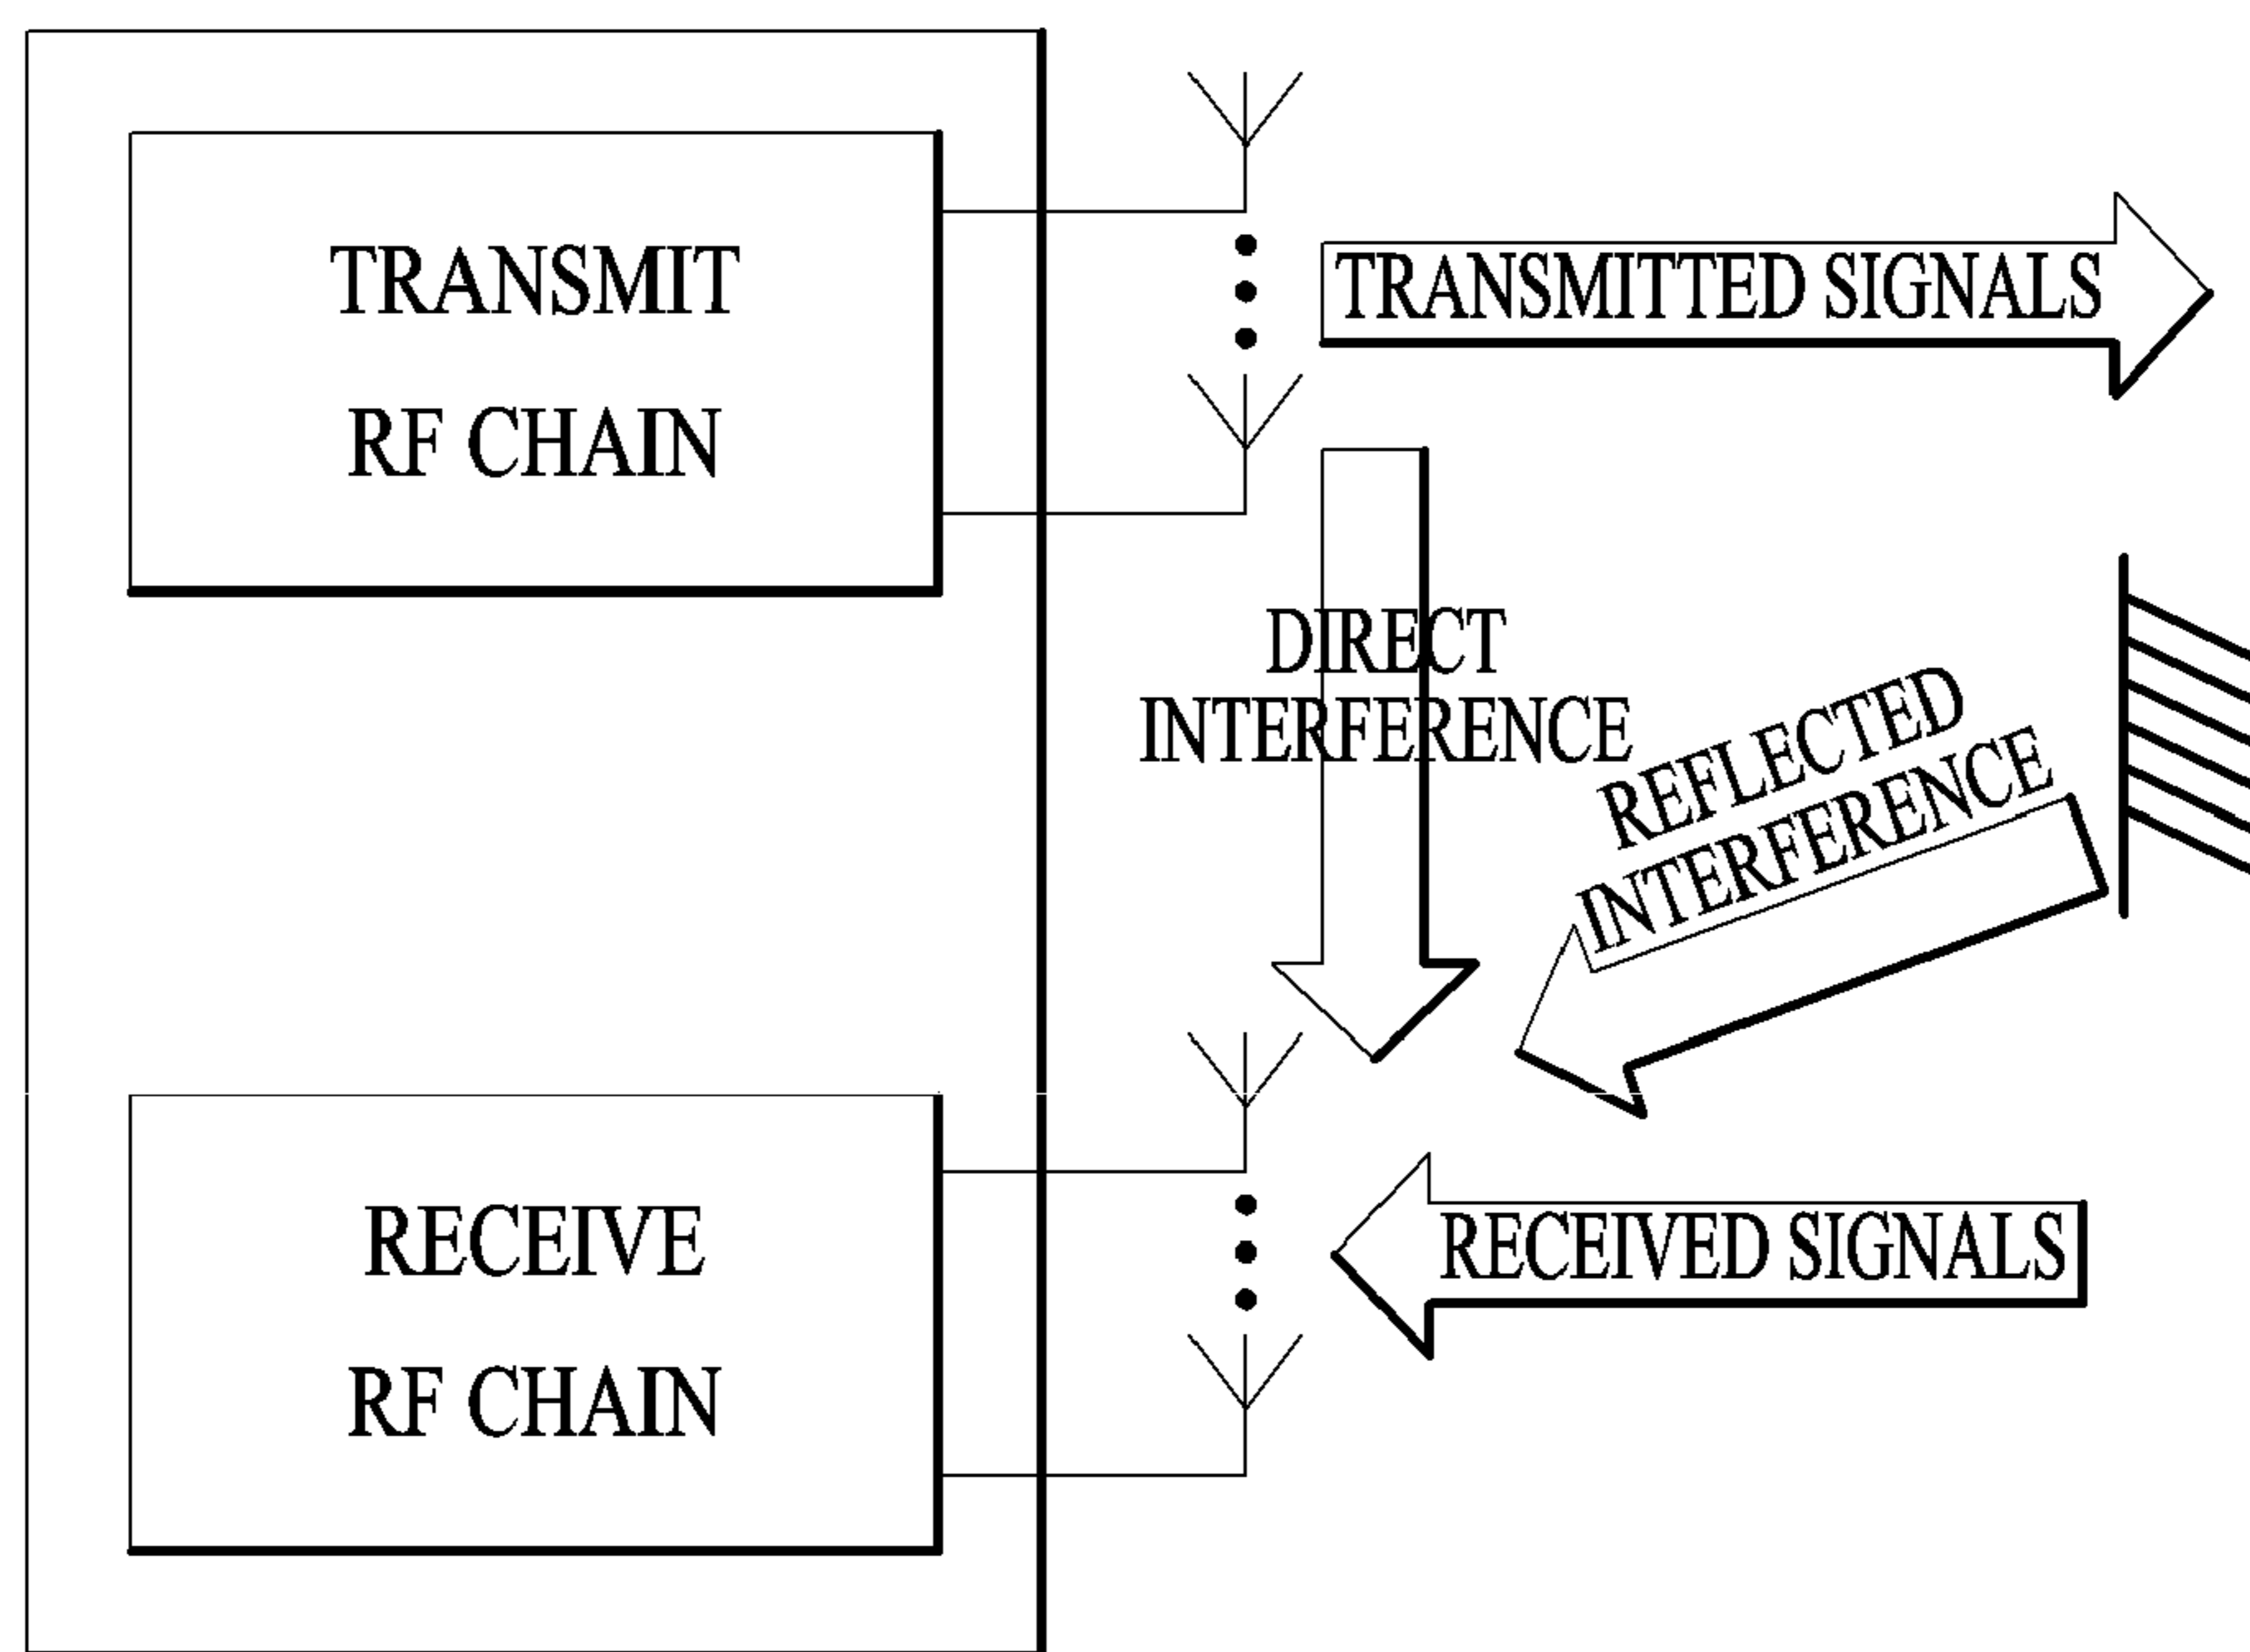 TRANSMIT
RF CHAIN
TRANSMITTED SIGNALS
DIRECT
INTERFERENCE
REFLECTED
INTERFERENCE
RECEIVE
RF CHAIN
RECEIVED SIGNALS